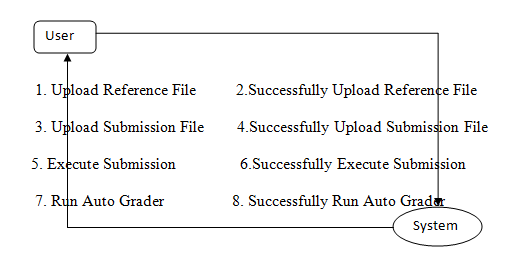 User
1. Upload Reference File 2.Successfully Upload Reference File
3. Upload Submission File 4.Successfully Upload Submission File
5. Execute Submission 6.Successfully Execute Submission
7. Run Auto Grader 8. Successfully Run Auto Grader
System